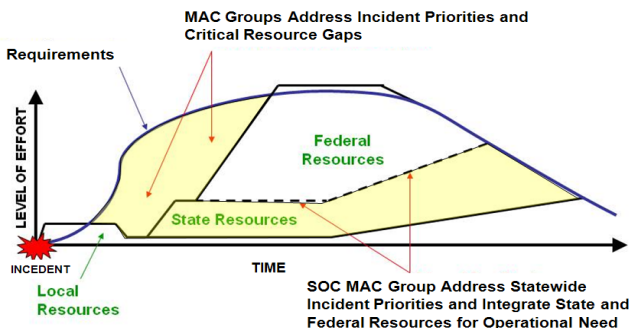 MAC Groups Address Incident Priorities and
Critical Resource Gaps
Requirements
LEVEL OF EFFORT
Federal
Resources
State Resources
INCEDENT
TIME
Local
Resources
SOC MAC Group Address Statewide
Incident Priorities and Integrate State and
Federal Resources for Operational Need